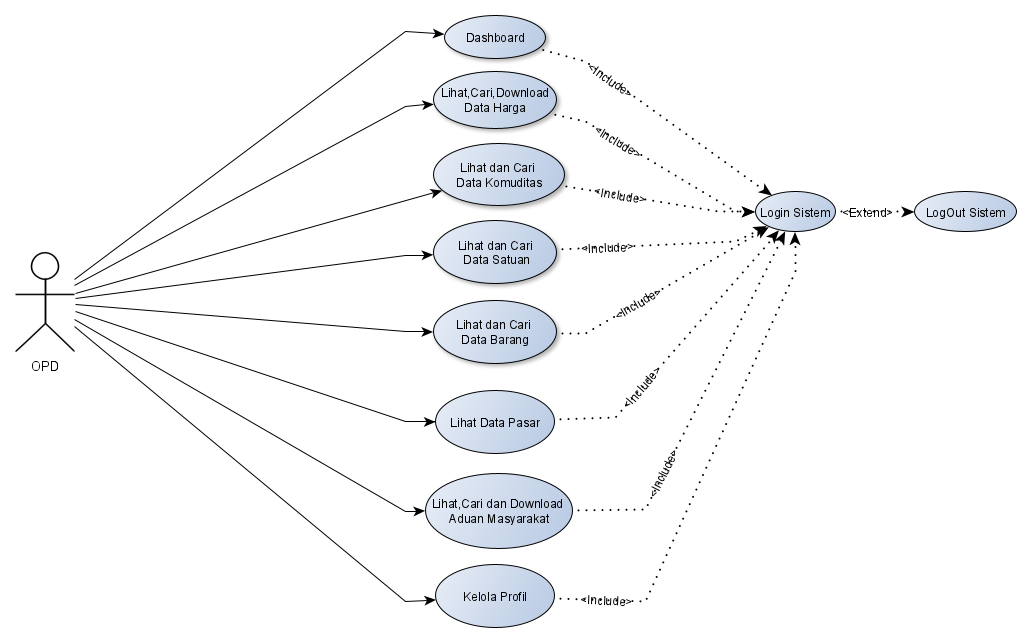 Dashboard
<Include>
Lihat,Cari,Download
Data Harga
<Include>
Lihat dan Cari
Data Komuditas
<Include>
Login Sistem
<Extend>
LogOut Sistem
Lihat dan Cari
Data Satuan
<Include>
OPD
Lihat dan Cari
Data Barang
<Include>
Lihat Data Pasar
<Include>
Lihat,Cari dan Download
Aduan Masyarakat
<Include>
Kelola Profil
<Include>